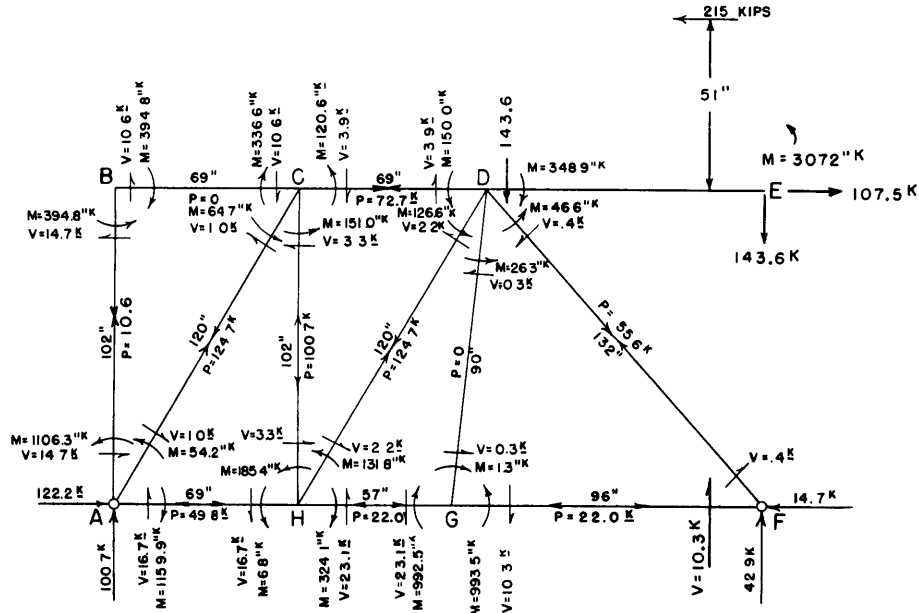 215 KIPS
51"
M=3072"K
107.5K
143.6K
V=10.6K
M=394.8"K
M=336.6"K
V=10.6K
M=120.6"K
V=3.9K
V=3.9K
M=150.0"K
143.6
M=348.9"K
B
69"
C
69"
D
E
P=0
P=72.7K
M=394.8"K
V=14.7K
M=64.7"K
V=1.0K
M=151.0"K
V=3.3K
M=126.6"K
V=2.2K
M=46.6"K
V=.4K
M=263"K
V=0.3K
102"
P=10.6
120"
P=124.7K
102"
P=100.7K
120"
P=124.7K
P=0
90"
P=55.6K
132"
M=1106.3"K
V=14.7K
V=1.0K
M=54.2"K
V=3.3K
M=1854"K
V=2.2K
M=131.8"K
V=0.3K
M=1.3"K
V=.4K
122.2K
A
69"
P=49.8K
H
57"
P=22.0
G
96"
P=22.0K
F
14.7K
100.7K
V=16.7K
M=1159.9"K
V=16.7K
M=6.8"K
M=324.1"K
V=23.1K
V=23.1K
M=992.5"K
M=993.5"K
V=10.3K
V=10.3K
42.9K